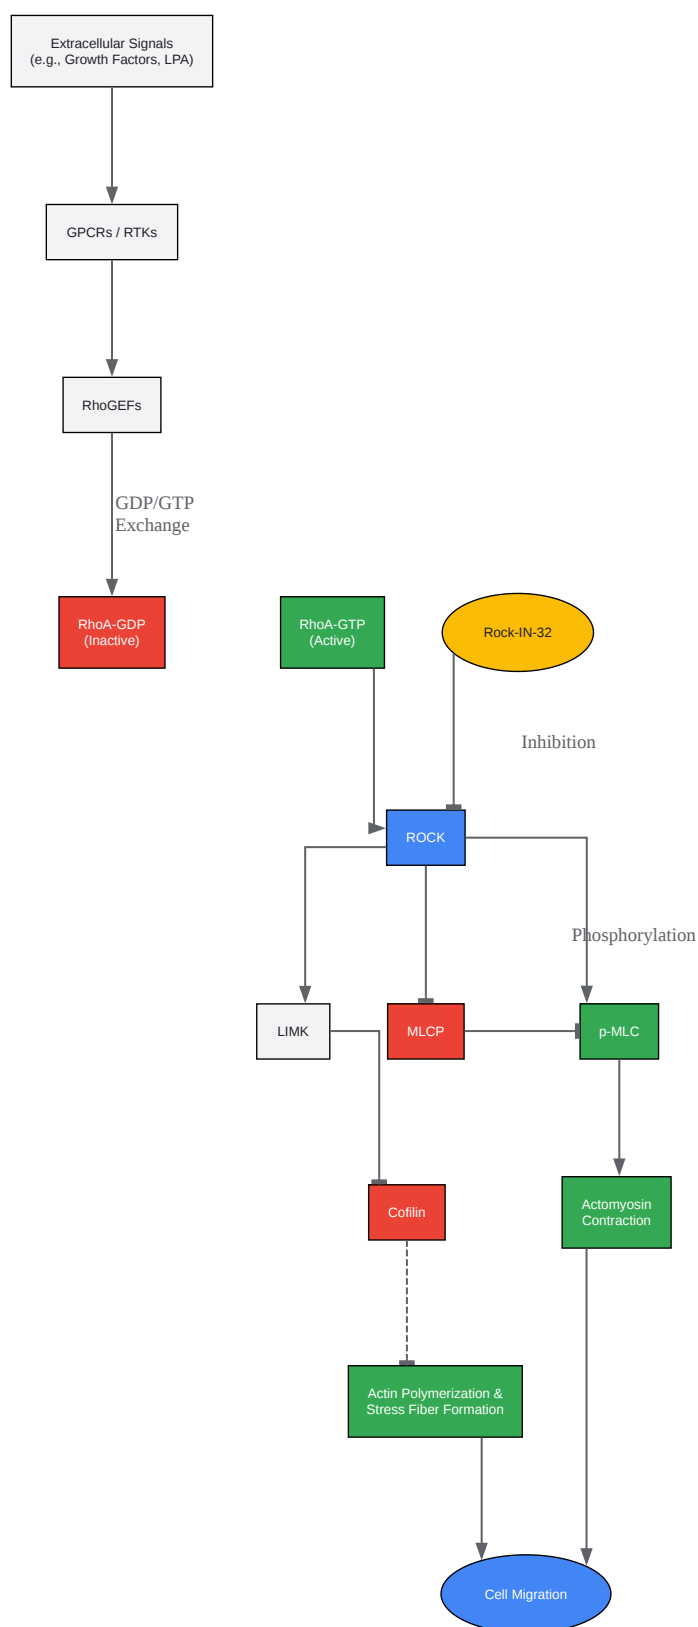 Extracellular Signals
(e.g., Growth Factors, LPA)
GPCRs / RTKs
RhoGEFs
GDP/GTP
Exchange
RhoA-GDP
(Inactive)
RhoA-GTP
(Active)
Rock-IN-32
Inhibition
ROCK
Phosphorylation
LIMK
MLCP
p-MLC
Actomyosin
Contraction
Cofilin
Actin Polymerization &
Stress Fiber Formation
Cell Migration